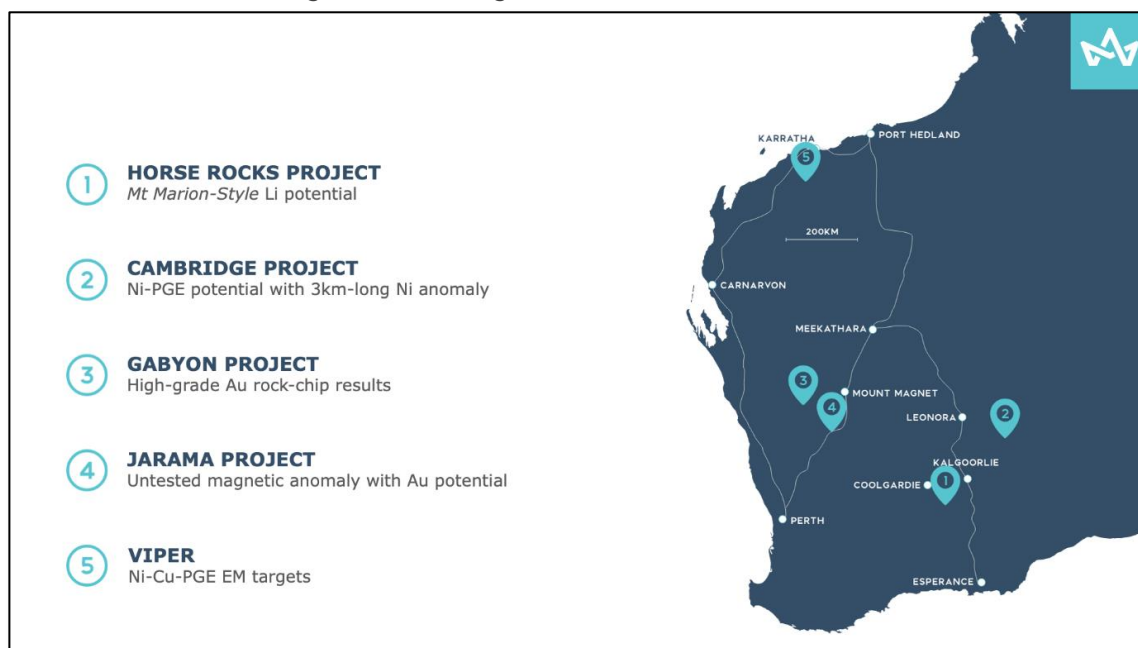 1
HORSE ROCKS PROJECT
Mt Marion-Style Li potential
2
CAMBRIDGE PROJECT
Ni-PGE potential with 3km-long Ni anomaly
3
GABYON PROJECT
High-grade Au rock-chip results
4
JARAMA PROJECT
Untested magnetic anomaly with Au potential
5
VIPER
Ni-Cu-PGE EM targets
KARRATHA
PORT HEDLAND
5
200KM
CARNARVON
MEEKATHARA
3
MOUNT MAGNET
4
LEONORA
2
KALGOORLIE
COOLGARDIE
1
PERTH
ESPERANCE